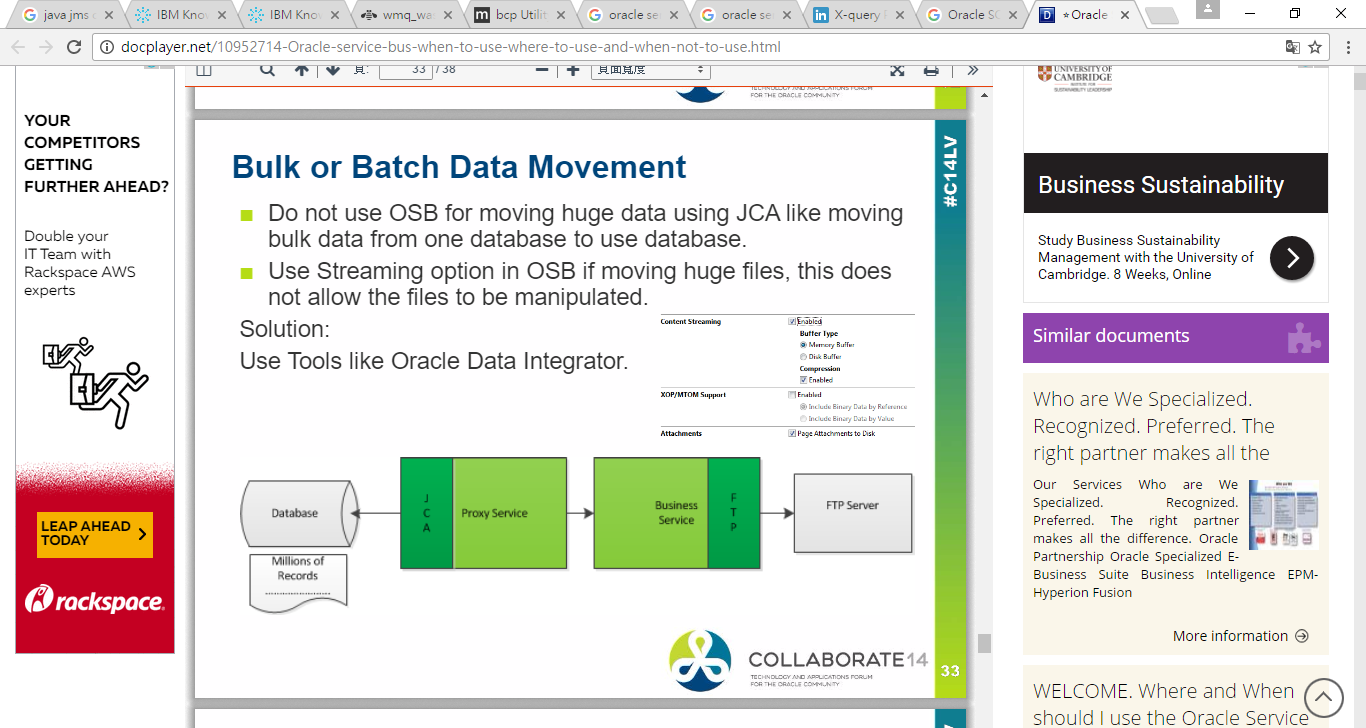 java jms c
IBM Knov
IBM Knov
wmq_wa
bcp Utilit
oracle se
oracle se
X-query
Oracle SO
⭐Oracle
docplayer.net/10952714-Oracle-service-bus-when-to-use-where-to-use-and-when-not-to-use.html
頁:
33 / 38
頁面寬度
YOUR
COMPETITORS
GETTING
FURTHER AHEAD?
Double your
IT Team with
Rackspace AWS
experts
LEAP AHEAD
TODAY
rackspace.
TECHNOLOGY AND APPLICATIONS FORUM
FOR THE ORACLE COMMUNITY
#C14LV
Bulk or Batch Data Movement
Do not use OSB for moving huge data using JCA like moving
bulk data from one database to use database.
Use Streaming option in OSB if moving huge files, this does
not allow the files to be manipulated.
Solution:
Use Tools like Oracle Data Integrator.
Content Streaming
Enabled
Buffer Type
Memory Buffer
Disk Buffer
Compression
Enabled
XOP/MTOM Support
Enabled
Include Binary Data by Reference
Include Binary Data by Value
Attachments
Page Attachments to Disk
Database
Millions of
Records
..........................
J
C
A
Proxy Service
Business
Service
F
T
P
FTP Server
COLLABORATE14
TECHNOLOGY AND APPLICATIONS FORUM
FOR THE ORACLE COMMUNITY
33
UNIVERSITY OF
CAMBRIDGE
INSTITUTE FOR
SUSTAINABILITY LEADERSHIP
Business Sustainability
Study Business Sustainability
Management with the University of
Cambridge. 8 Weeks, Online
Similar documents
Who are We Specialized.
Recognized. Preferred. The
right partner makes all the
Our Services Who are We
Specialized. Recognized.
Preferred. The right partner
makes all the difference. Oracle
Partnership Oracle Specialized E-
Business Suite Business Intelligence EPM-
Hyperion Fusion
More information
WELCOME. Where and When
should I use the Oracle Service